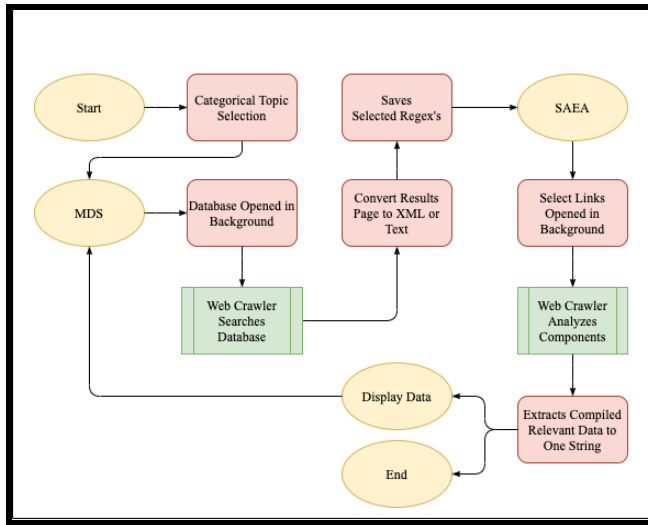 Start
Categorical Topic
Selection
MDS
Database Opened in
Background
Web Crawler
Searches
Database
Convert Results
Page to XML or
Text
Saves
Selected Regex's
SAEA
Select Links
Opened in
Background
Web Crawler
Analyzes
Components
Extracts Compiled
Relevant Data to
One String
Display Data
End